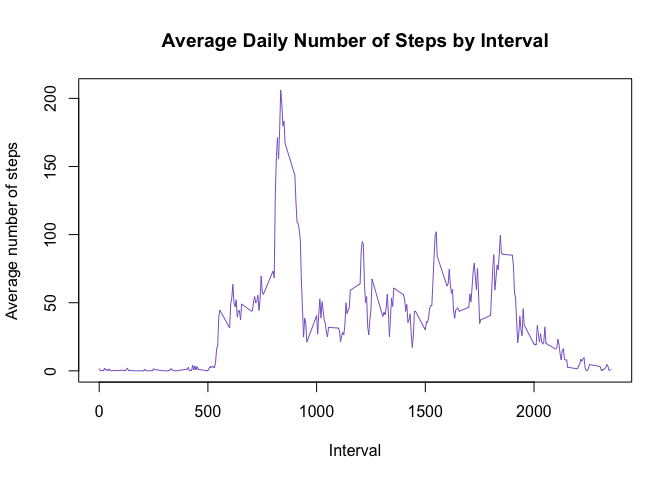 Average Daily Number of Steps by Interval
Average number of steps
200
150
100
50
0
0 500 1000 1500 2000
Interval